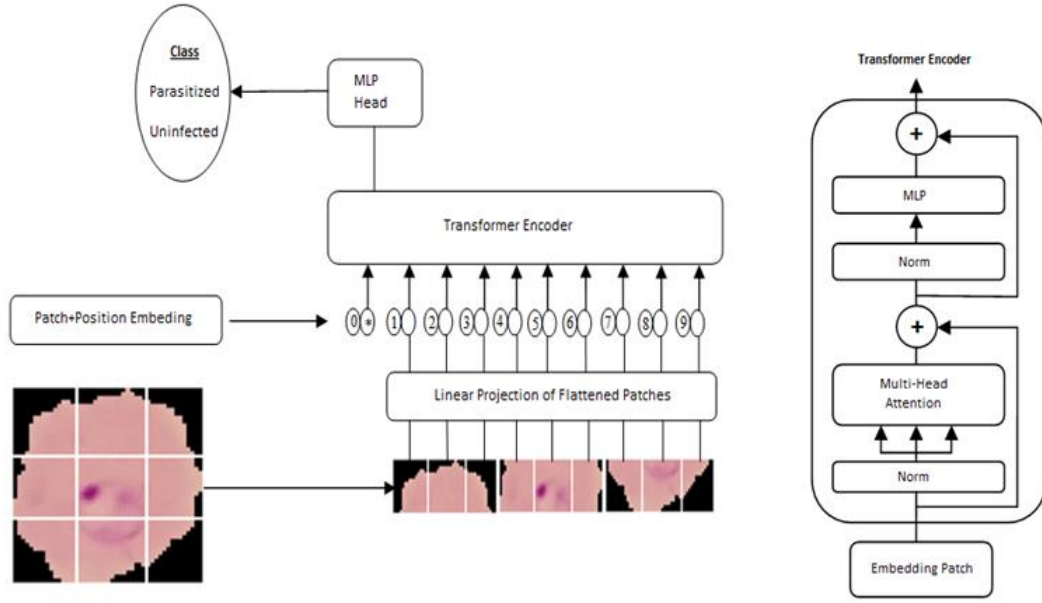 Class
Parasitized
Uninfected
MLP
Head
Transformer Encoder
Patch+Position Embeding
0 * 1 2 3 4 5 6 7 8 9
Linear Projection of Flattened Patches
Transformer Encoder
+
MLP
Norm
+
Multi-Head
Attention
Norm
Embedding Patch